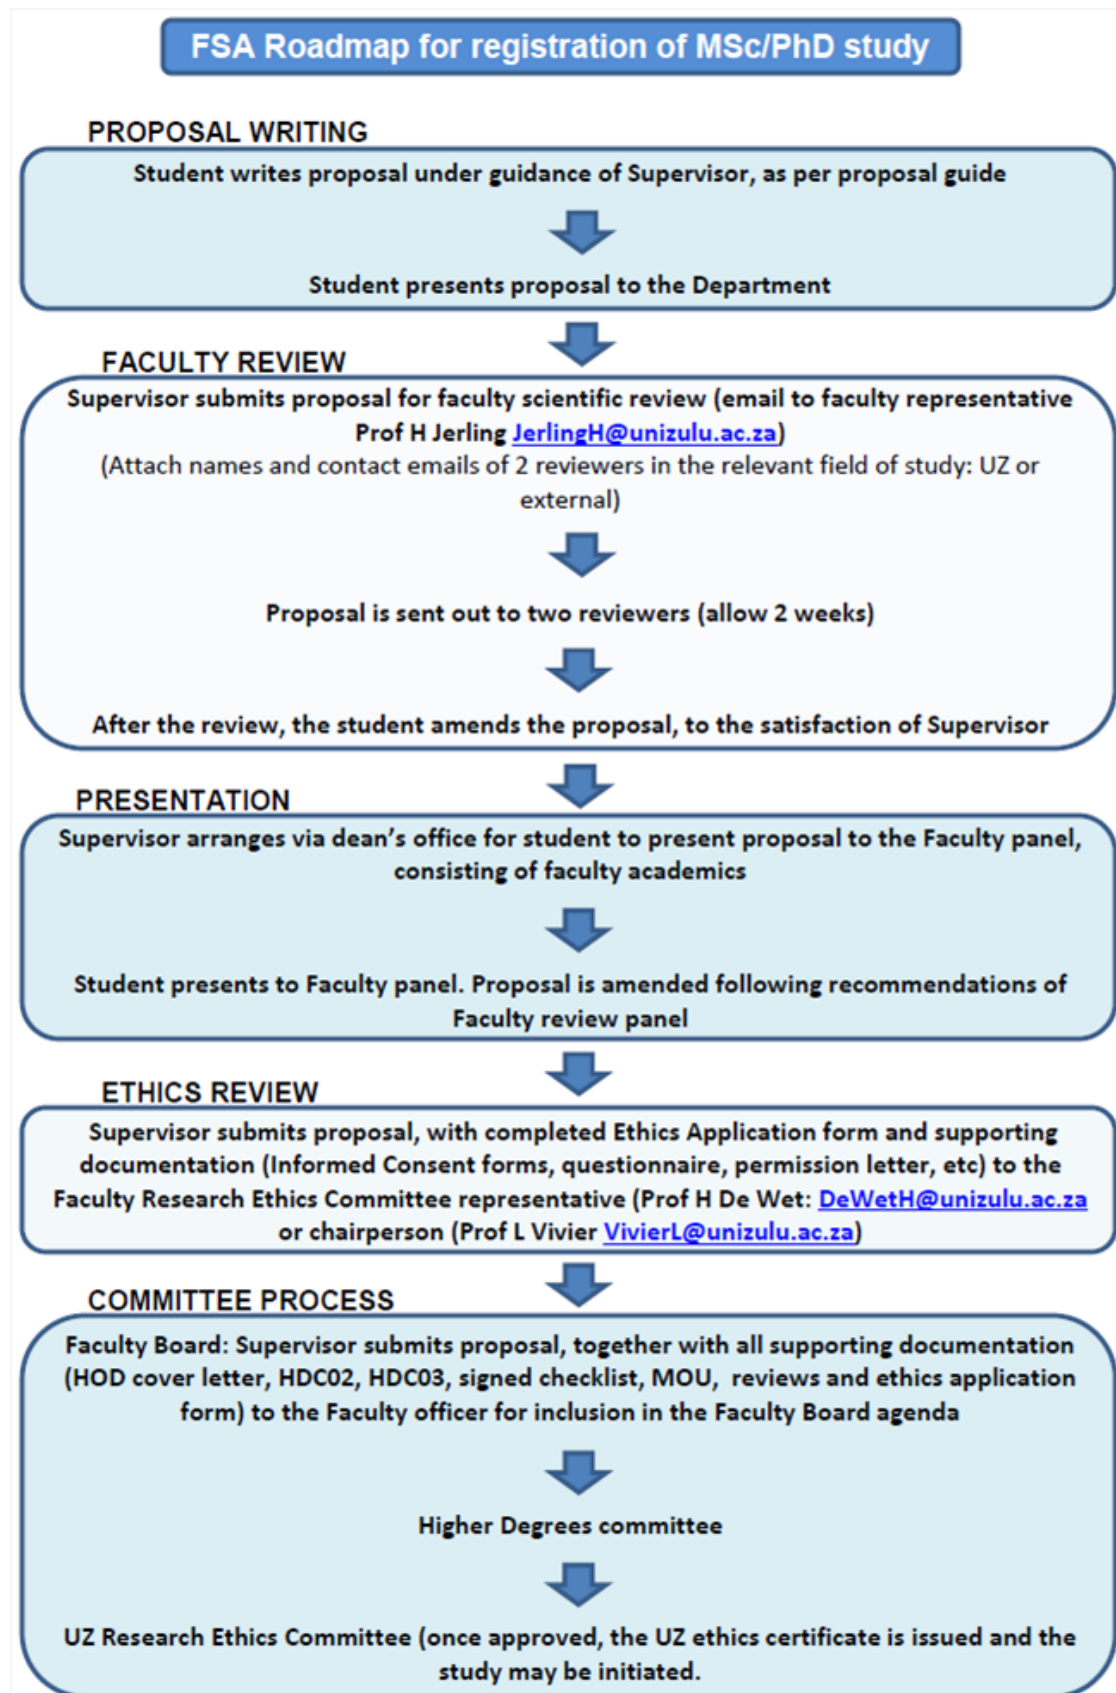 FSA Roadmap for registration of MSc/PhD study
PROPOSAL WRITING
Student writes proposal under guidance of Supervisor, as per proposal guide
Student presents proposal to the Department
FACULTY REVIEW
Supervisor submits proposal for faculty scientific review (email to faculty representative
Prof H Jerling JerlingH@unizulu.ac.za)
(Attach names and contact emails of 2 reviewers in the relevant field of study: UZ or
external)
Proposal is sent out to two reviewers (allow 2 weeks)
After the review, the student amends the proposal, to the satisfaction of Supervisor
PRESENTATION
Supervisor arranges via dean's office for student to present proposal to the Faculty panel,
consisting of faculty academics
Student presents to Faculty panel. Proposal is amended following recommendations of
Faculty review panel
ETHICS REVIEW
Supervisor submits proposal, with completed Ethics Application form and supporting
documentation (Informed Consent forms, questionnaire, permission letter, etc) to the
Faculty Research Ethics Committee representative (Prof H De Wet: DeWetH@unizulu.ac.za
or chairperson (Prof L Vivier VivierL@unizulu.ac.za)
COMMITTEE PROCESS
Faculty Board: Supervisor submits proposal, together with all supporting documentation
(HOD cover letter, HDC02, HDC03, signed checklist, MOU, reviews and ethics application
form) to the Faculty officer for inclusion in the Faculty Board agenda
Higher Degrees committee
UZ Research Ethics Committee (once approved, the UZ ethics certificate is issued and the
study may be initiated.